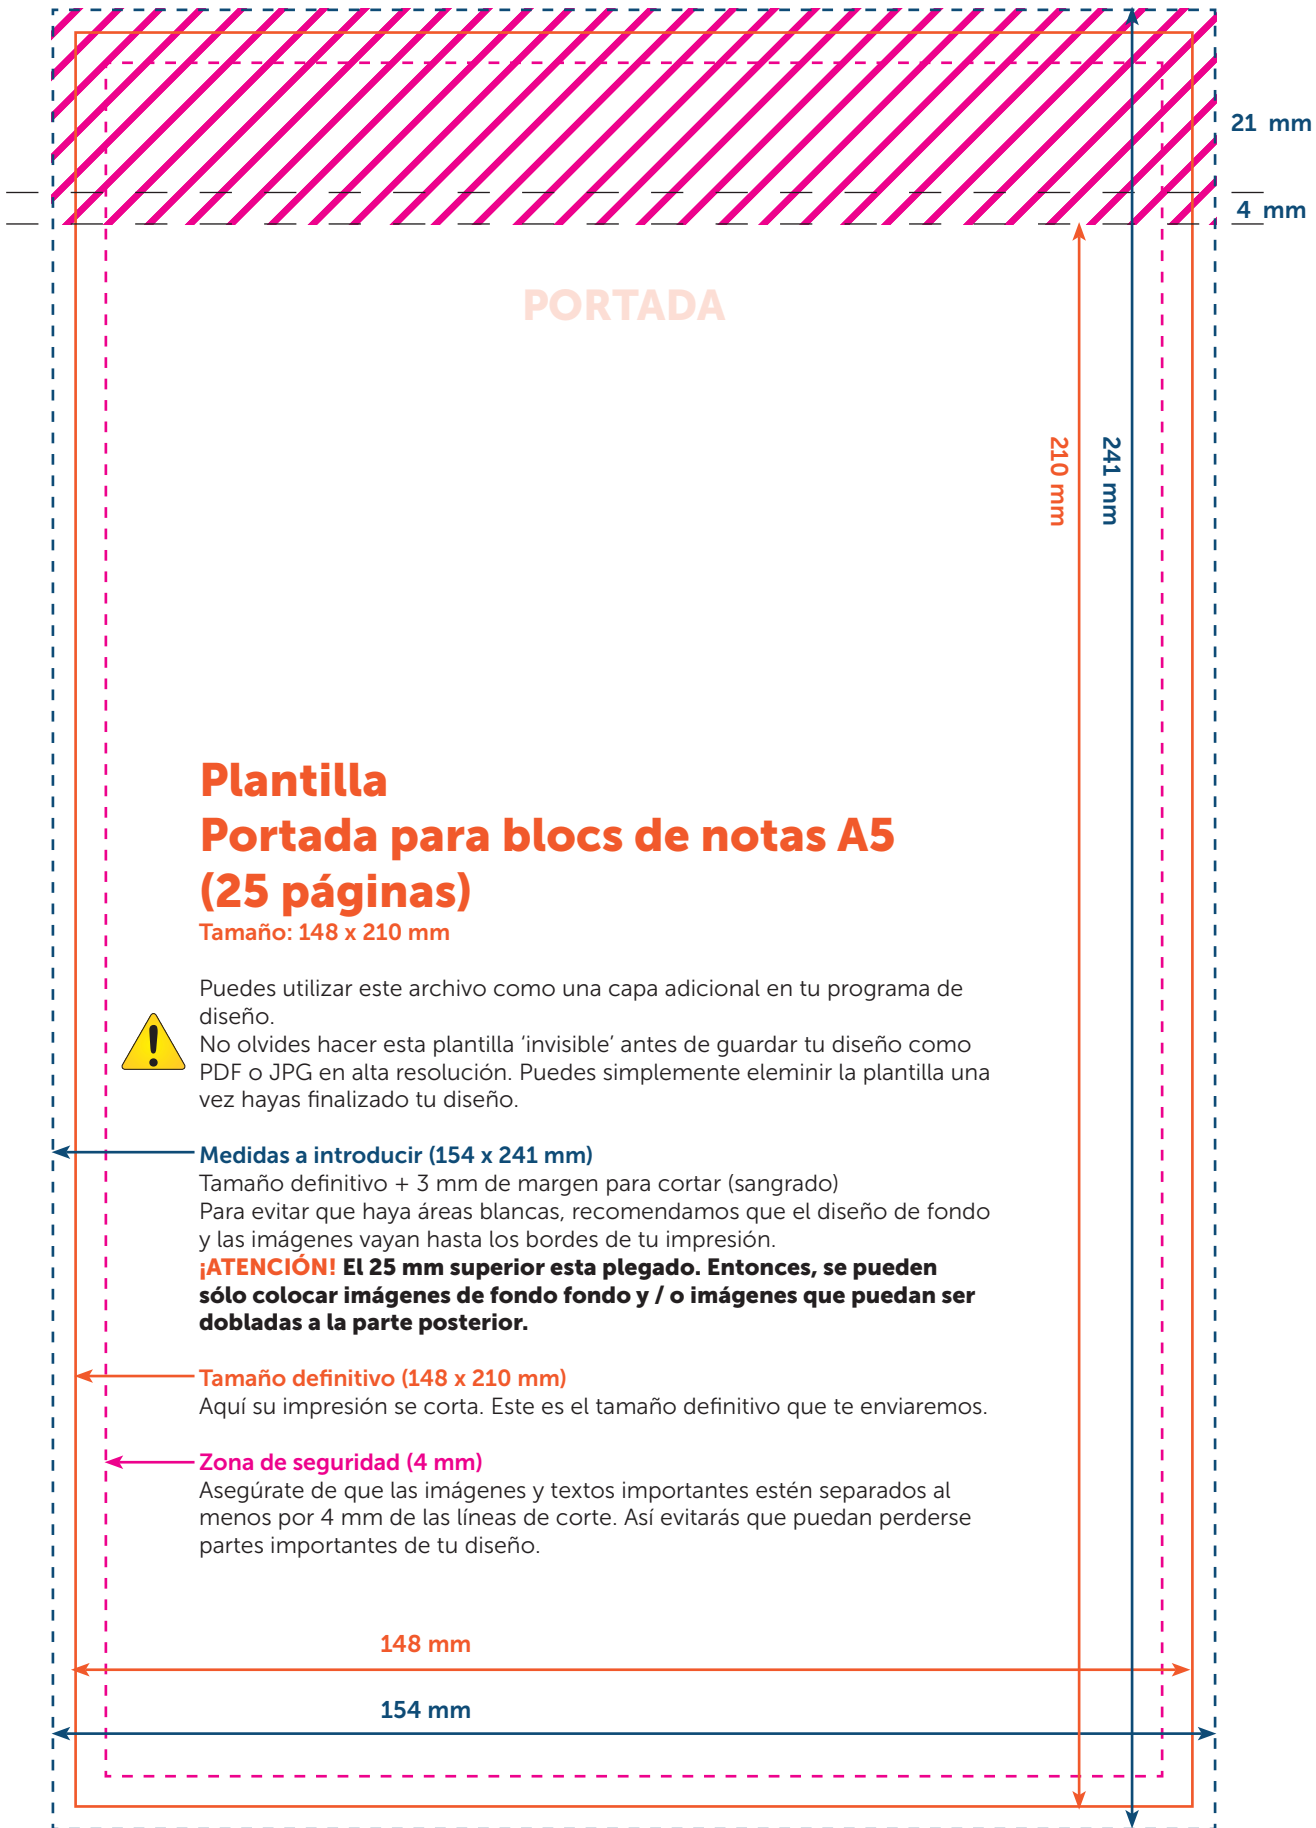 21 mm
4 mm
PORTADA
210 mm
241 mm
Plantilla
Portada para blocs de notas A5
(25 páginas)
Tamaño: 148 x 210 mm
Puedes utilizar este archivo como una capa adicional en tu programa de
diseño.
No olvides hacer esta plantilla ‘invisible’ antes de guardar tu diseño como
PDF o JPG en alta resolución. Puedes simplemente eleminir la plantilla una
vez hayas finalizado tu diseño.
Medidas a introducir (154 x 241 mm)
Tamaño definitivo + 3 mm de margen para cortar (sangrado)
Para evitar que haya áreas blancas, recomendamos que el diseño de fondo
y las imágenes vayan hasta los bordes de tu impresión.
¡ATENCIÓN! El 25 mm superior esta plegado. Entonces, se pueden
sólo colocar imágenes de fondo fondo y / o imágenes que puedan ser
dobladas a la parte posterior.
Tamaño definitivo (148 x 210 mm)
Aquí su impresión se corta. Este es el tamaño definitivo que te enviaremos.
Zona de seguridad (4 mm)
Asegúrate de que las imágenes y textos importantes estén separados al
menos por 4 mm de las líneas de corte. Así evitarás que puedan perderse
partes importantes de tu diseño.
148 mm
154 mm